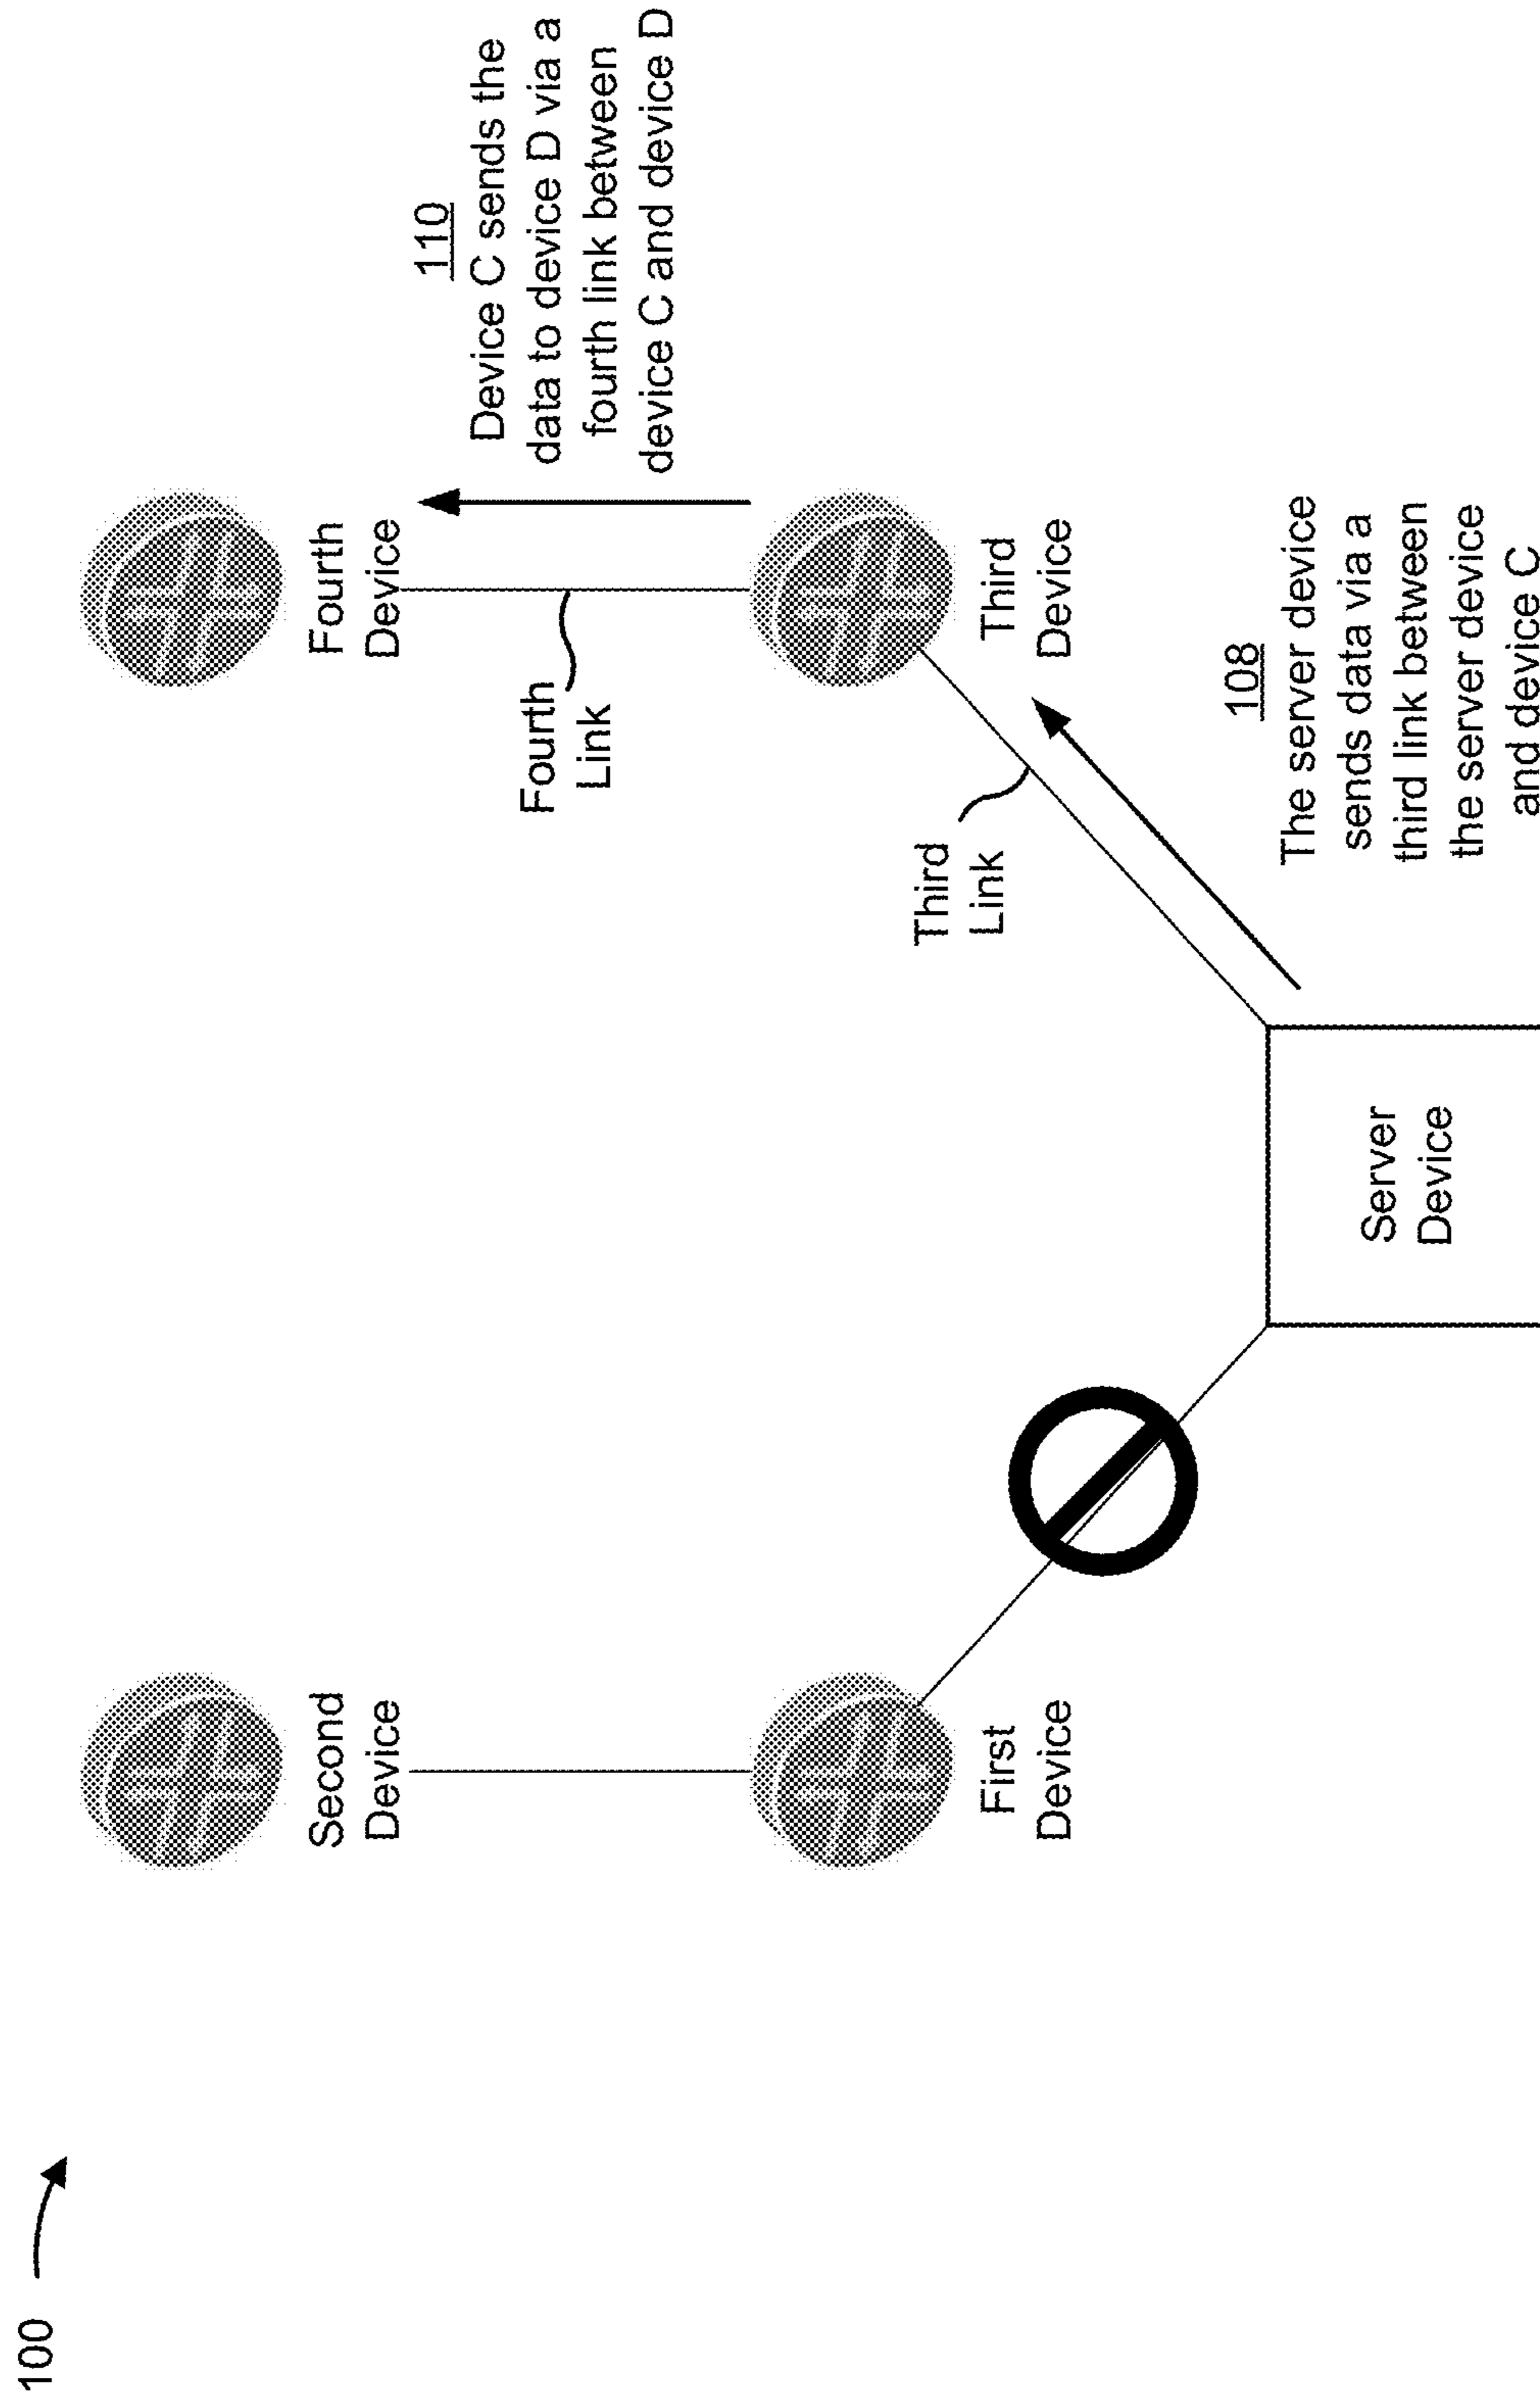 100
Second
Device
Fourth
Device
110
Device C sends the
data to device D via a
fourth link between
device C and device D
Fourth
Link
First
Device
Third
Device
Third
Link
108
The server device
sends data via a
third link between
the server device
and device C
Server
Device